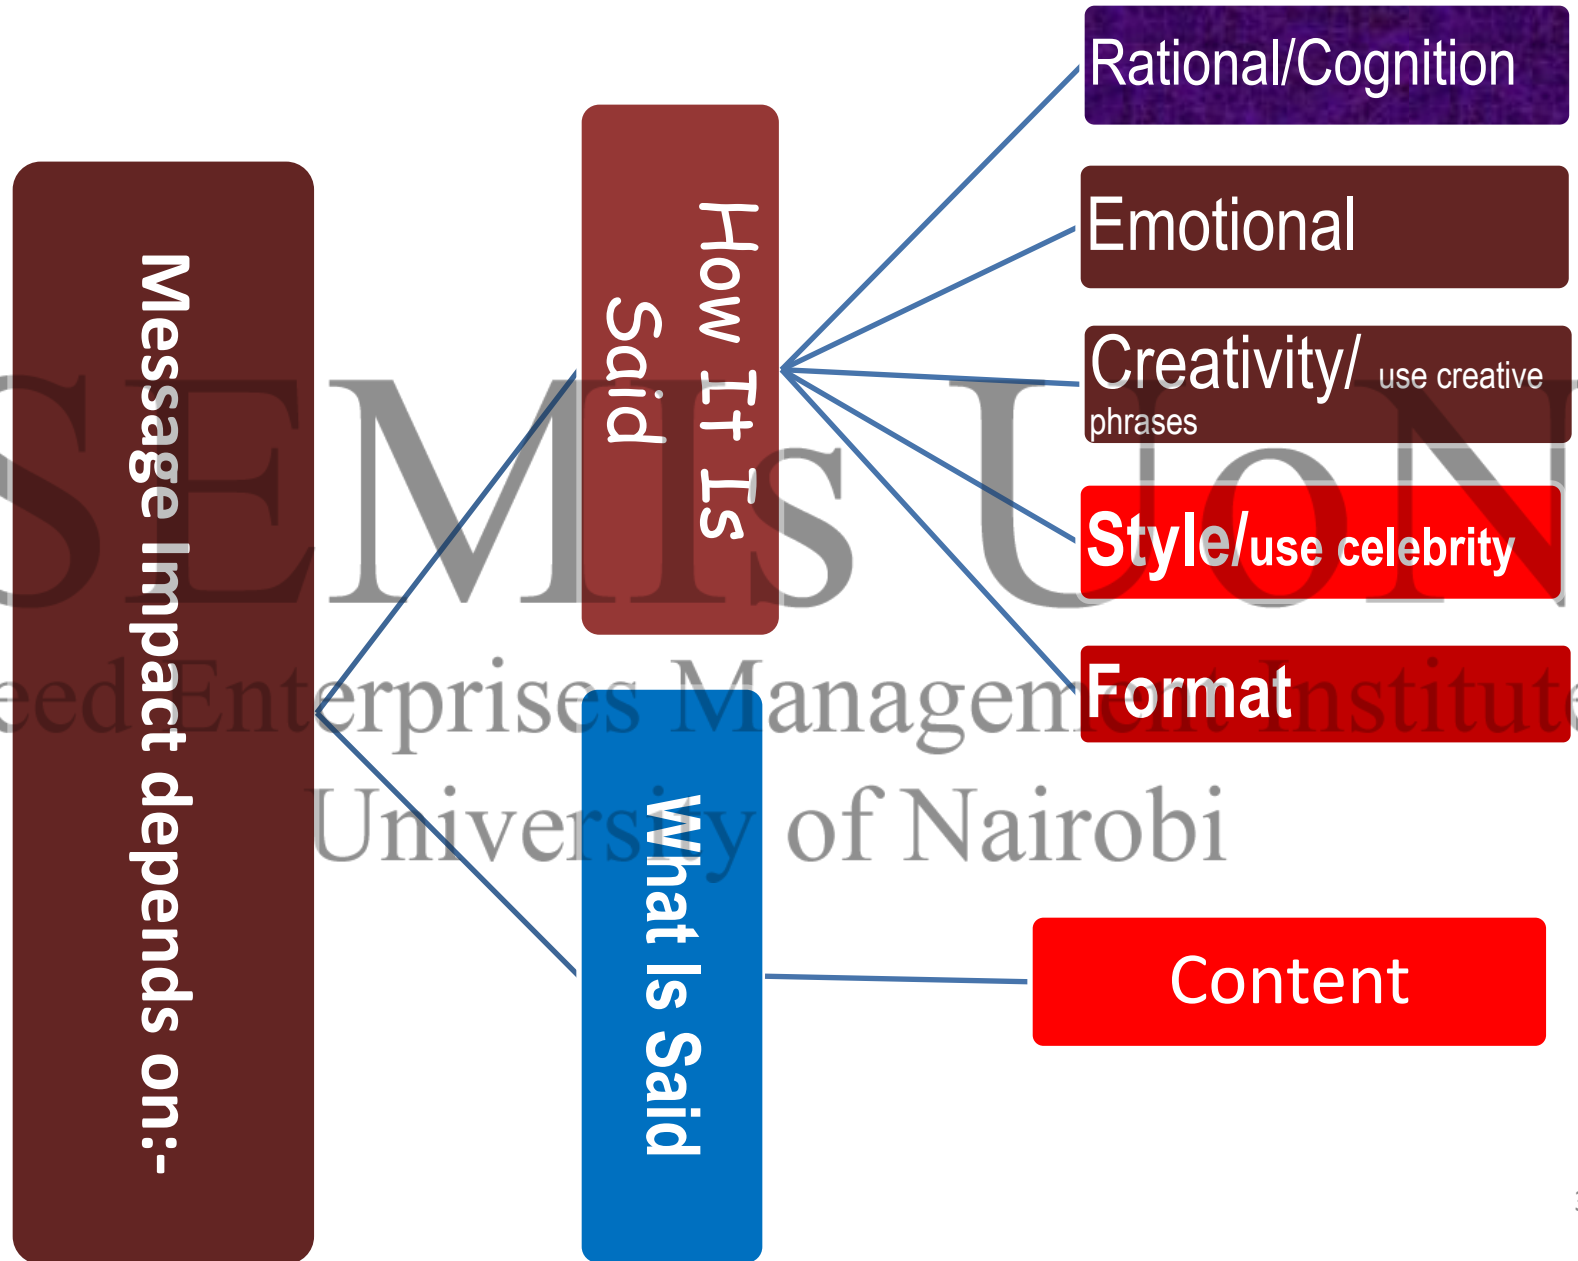 Message Impact depends on:-
How It Is
Said
What Is Said
Rational/Cognition
Emotional
Creativity/ use creative
phrases
Style/use celebrity
Format
Content
SEMIs UoN
eed Enterprises Management Institute
University of Nairobi